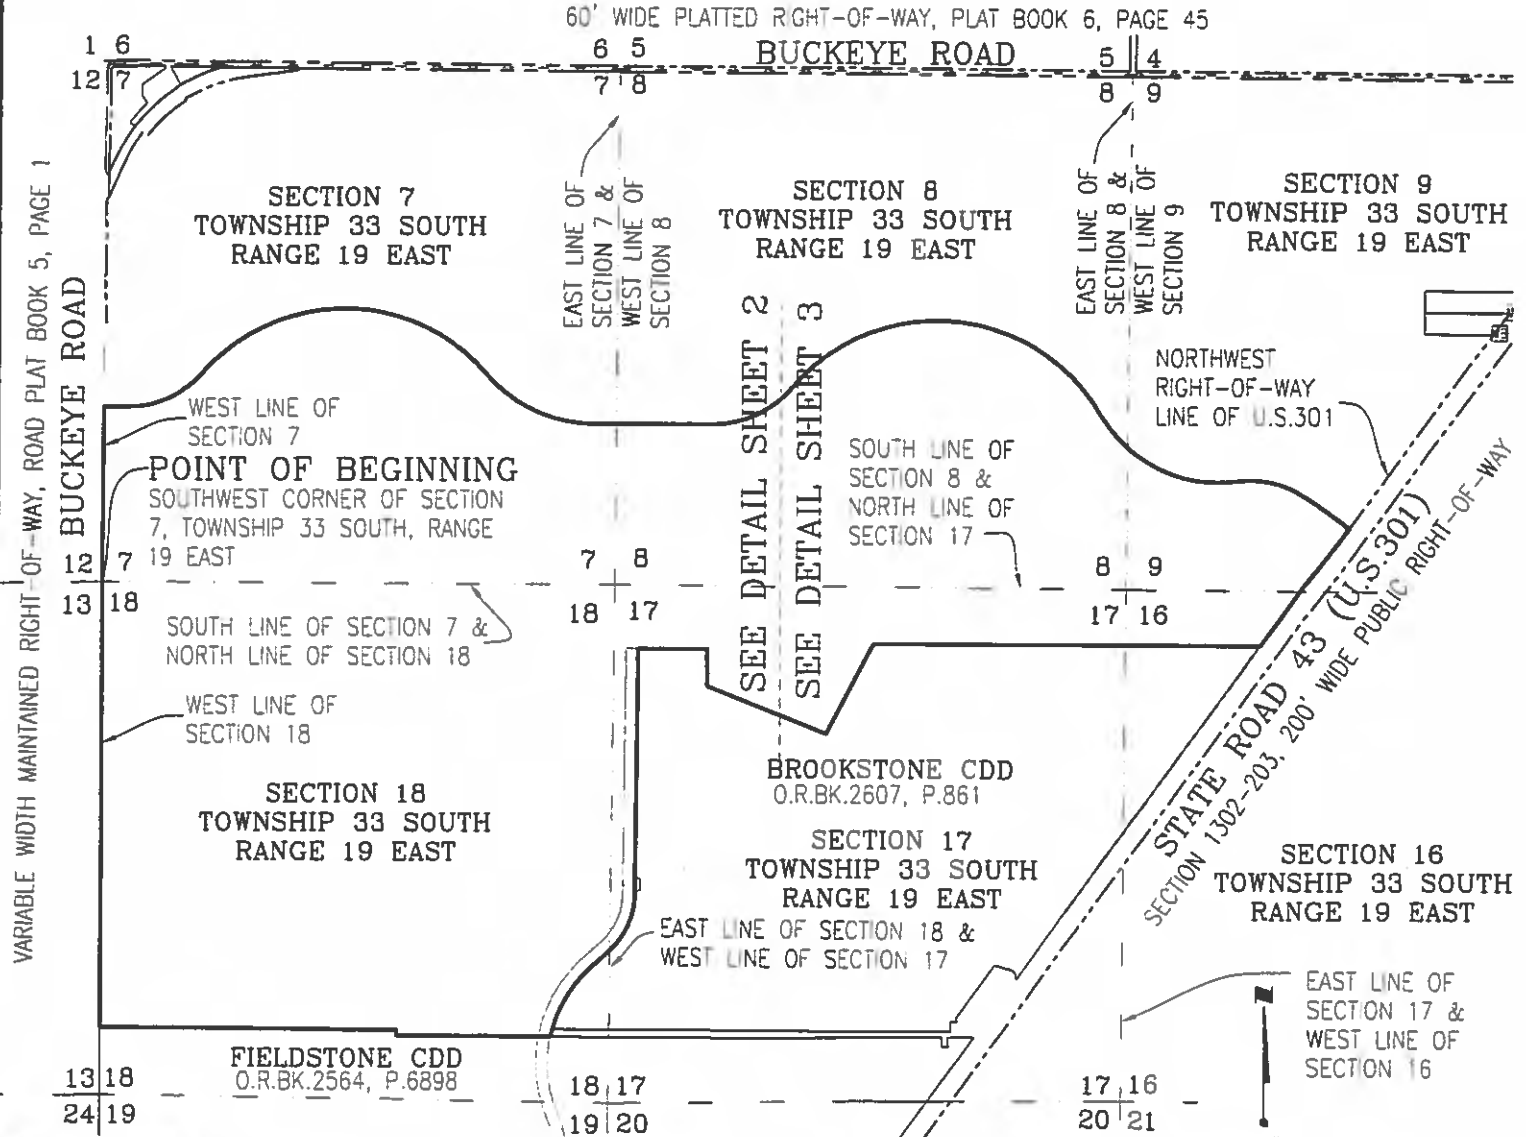 60' WIDE PLATTED RIGHT-OF-WAY, PLAT BOOK 6, PAGE 45
BUCKEYE ROAD
1 6
12 7
6 5
7 8
5 4
8 9
VARIABLE WIDTH MAINTAINED RIGHT-OF-WAY, ROAD PLAT BOOK 5, PAGE 1
BUCKEYE ROAD
SECTION 7
TOWNSHIP 33 SOUTH
RANGE 19 EAST
EAST LINE OF
SECTION 7 &
WEST LINE OF
SECTION 8
SECTION 8
TOWNSHIP 33 SOUTH
RANGE 19 EAST
EAST LINE OF
SECTION 8 &
WEST LINE OF
SECTION 9
SECTION 9
TOWNSHIP 33 SOUTH
RANGE 19 EAST
SEE DETAIL SHEET 2
SEE DETAIL SHEET 3
NORTHWEST
RIGHT-OF-WAY
LINE OF U.S.301
WEST LINE OF
SECTION 7
POINT OF BEGINNING
SOUTHWEST CORNER OF SECTION
7, TOWNSHIP 33 SOUTH, RANGE
19 EAST
SOUTH LINE OF
SECTION 8 &
NORTH LINE OF
SECTION 17
12 7
13 18
7 8
18 17
8 9
17 16
SOUTH LINE OF SECTION 7 &
NORTH LINE OF SECTION 18
WEST LINE OF
SECTION 18
STATE ROAD 43 (U.S.301)
SECTION 1302-203, 200' WIDE PUBLIC RIGHT-OF-WAY
BROOKSTONE CDD
O.R.BK.2607, P.861
SECTION 18
TOWNSHIP 33 SOUTH
RANGE 19 EAST
SECTION 17
TOWNSHIP 33 SOUTH
RANGE 19 EAST
SECTION 16
TOWNSHIP 33 SOUTH
RANGE 19 EAST
EAST LINE OF SECTION 18 &
WEST LINE OF SECTION 17
EAST LINE OF
SECTION 17 &
WEST LINE OF
SECTION 16
N
FIELDSTONE CDD
O.R.BK.2564, P.6898
13 18
24 19
18 17
19 20
17 16
20 21